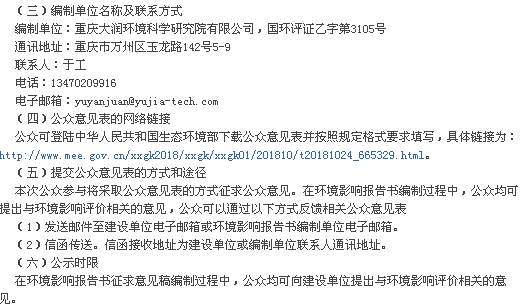 （三）编制单位名称及联系方式
编制单位：重庆大润环境科学研究院有限公司，国环评证乙字第3105号
通讯地址：重庆市万州区玉龙路142号5-9
联系人：于工
电话：13470209916
电子邮箱：yuyanjuan@yujia-tech.com
（四）公众意见表的网络链接
公众可登陆中华人民共和国生态环境部下载公众意见表并按照规定格式要求填写，具体链接为：
http://www.mee.gov.cn/xxgk2018/xxgk/xxgk01/201810/t20181024_665329.html。
（五）提交公众意见表的方式和途径
本次公众参与将采取公众意见表的方式征求公众意见。在环境影响报告书编制过程中，公众均可
提出与环境影响评价相关的意见，公众可以通过以下方式反馈相关公众意见表
（1）发送邮件至建设单位电子邮箱或环境影响报告书编制单位电子邮箱。
（2）信函传送。信函接收地址为建设单位或编制单位联系人通讯地址。
（六）公示时限
在环境影响报告书征求意见稿编制过程中，公众均可向建设单位提出与环境影响评价相关的意
见。